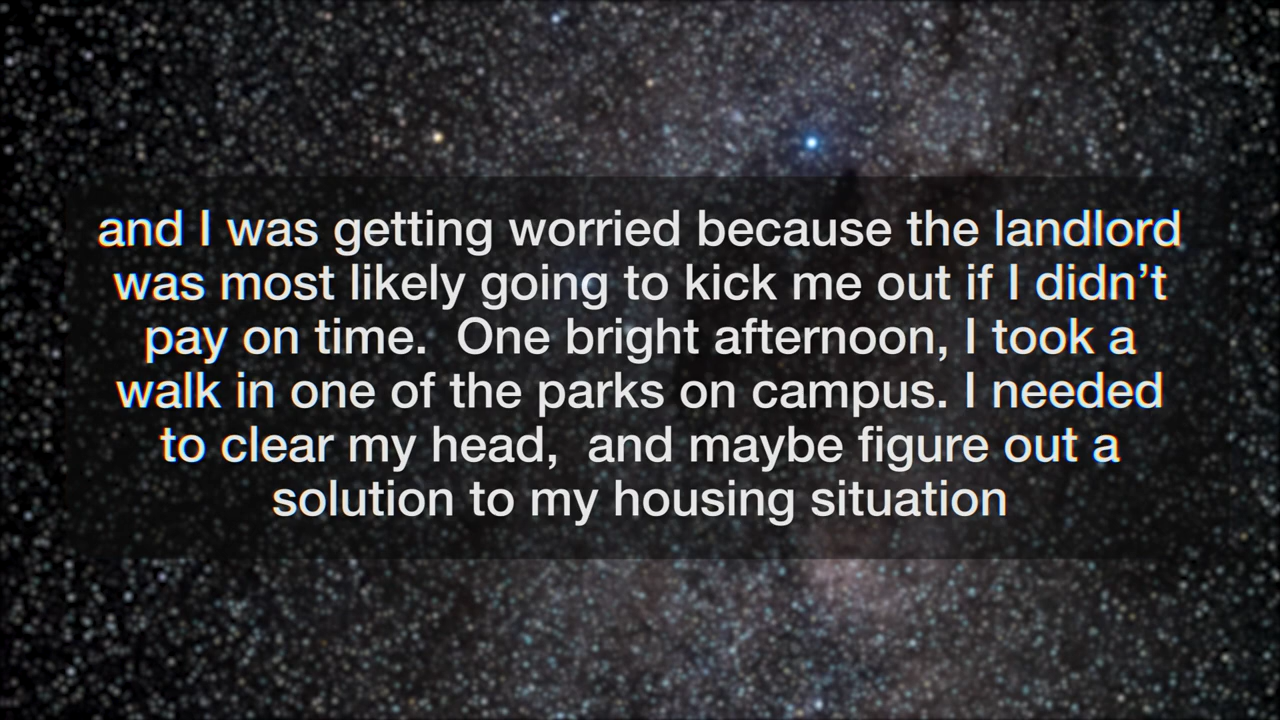 and I was getting worried because the landlord
was most likely going to kick me out if I didn’t
pay on time.  One bright afternoon, I took a
walk in one of the parks on campus. I needed
to clear my head,  and maybe figure out a
solution to my housing situation